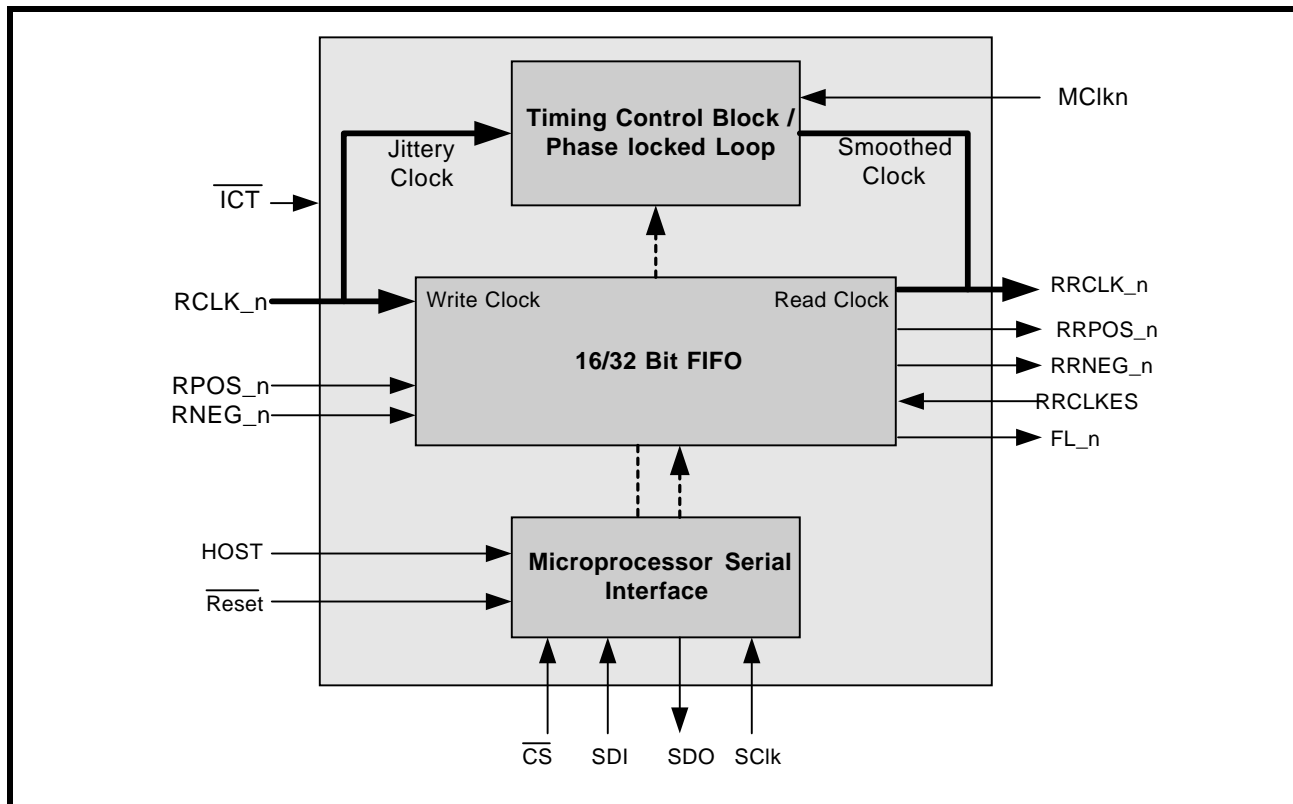 MClkn
Timing Control Block /
Phase locked Loop
Jittery
Clock
Smoothed
Clock
ICT
RCLK_n
Write Clock
Read Clock
RRCLK_n
RRPOS_n
16/32 Bit FIFO
RRNEG_n
RPOS_n
RRCLKES
RNEG_n
FL_n
HOST
Microprocessor Serial
Interface
Reset
CS
SDI
SDO
SClk